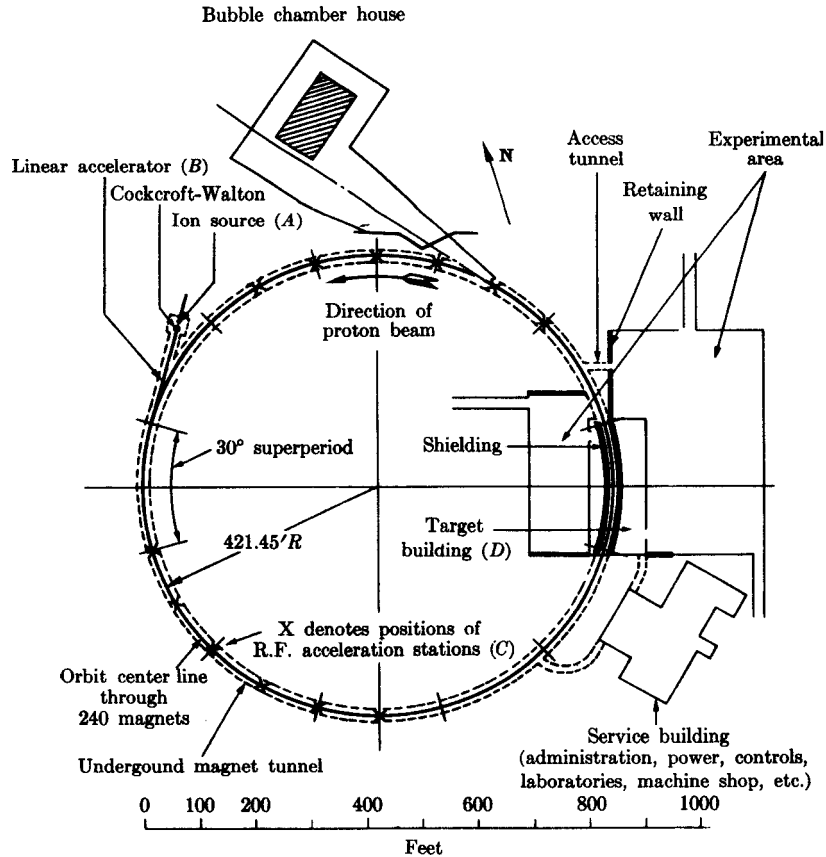 Bubble chamber house
Linear accelerator (B)
Cockcroft-Walton
Ion source (A)
N
Access
tunnel
Retaining
wall
Experimental
area
Direction of
proton beam
30° superperiod
Shielding
421.45′R
Target
building (D)
X denotes positions of
R.F. acceleration stations (C)
Orbit center line
through
240 magnets
Undergound magnet tunnel
Service building
(administration, power, controls,
laboratories, machine shop, etc.)
0 200 400 600 800 1000
Feet